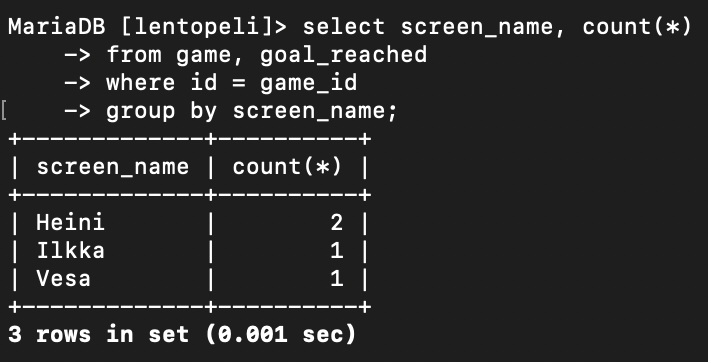 MariaDB [lentopeli]> select screen_name, count(*)
    -> from game, goal_reached
    -> where id = game_id
[    -> group by screen_name;
+-------------+----------+
| screen_name | count(*) |
+-------------+----------+
| Heini       |        2 |
| Ilkka       |        1 |
| Vesa        |        1 |
+-------------+----------+
3 rows in set (0.001 sec)